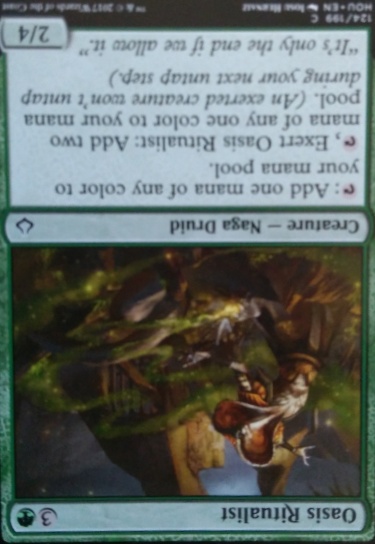 Oasis Ritualist 3
Creature — Naga Druid
: Add one mana of any color to
your mana pool.
, Exert Oasis Ritualist: Add two
mana of any one color to your mana
pool. (An exerted creature won't untap
during your next untap step.)
"It's only the end if we allow it."
2/4
124/199 C
HOU • EN
™ & © 2017 Wizards of the Coast